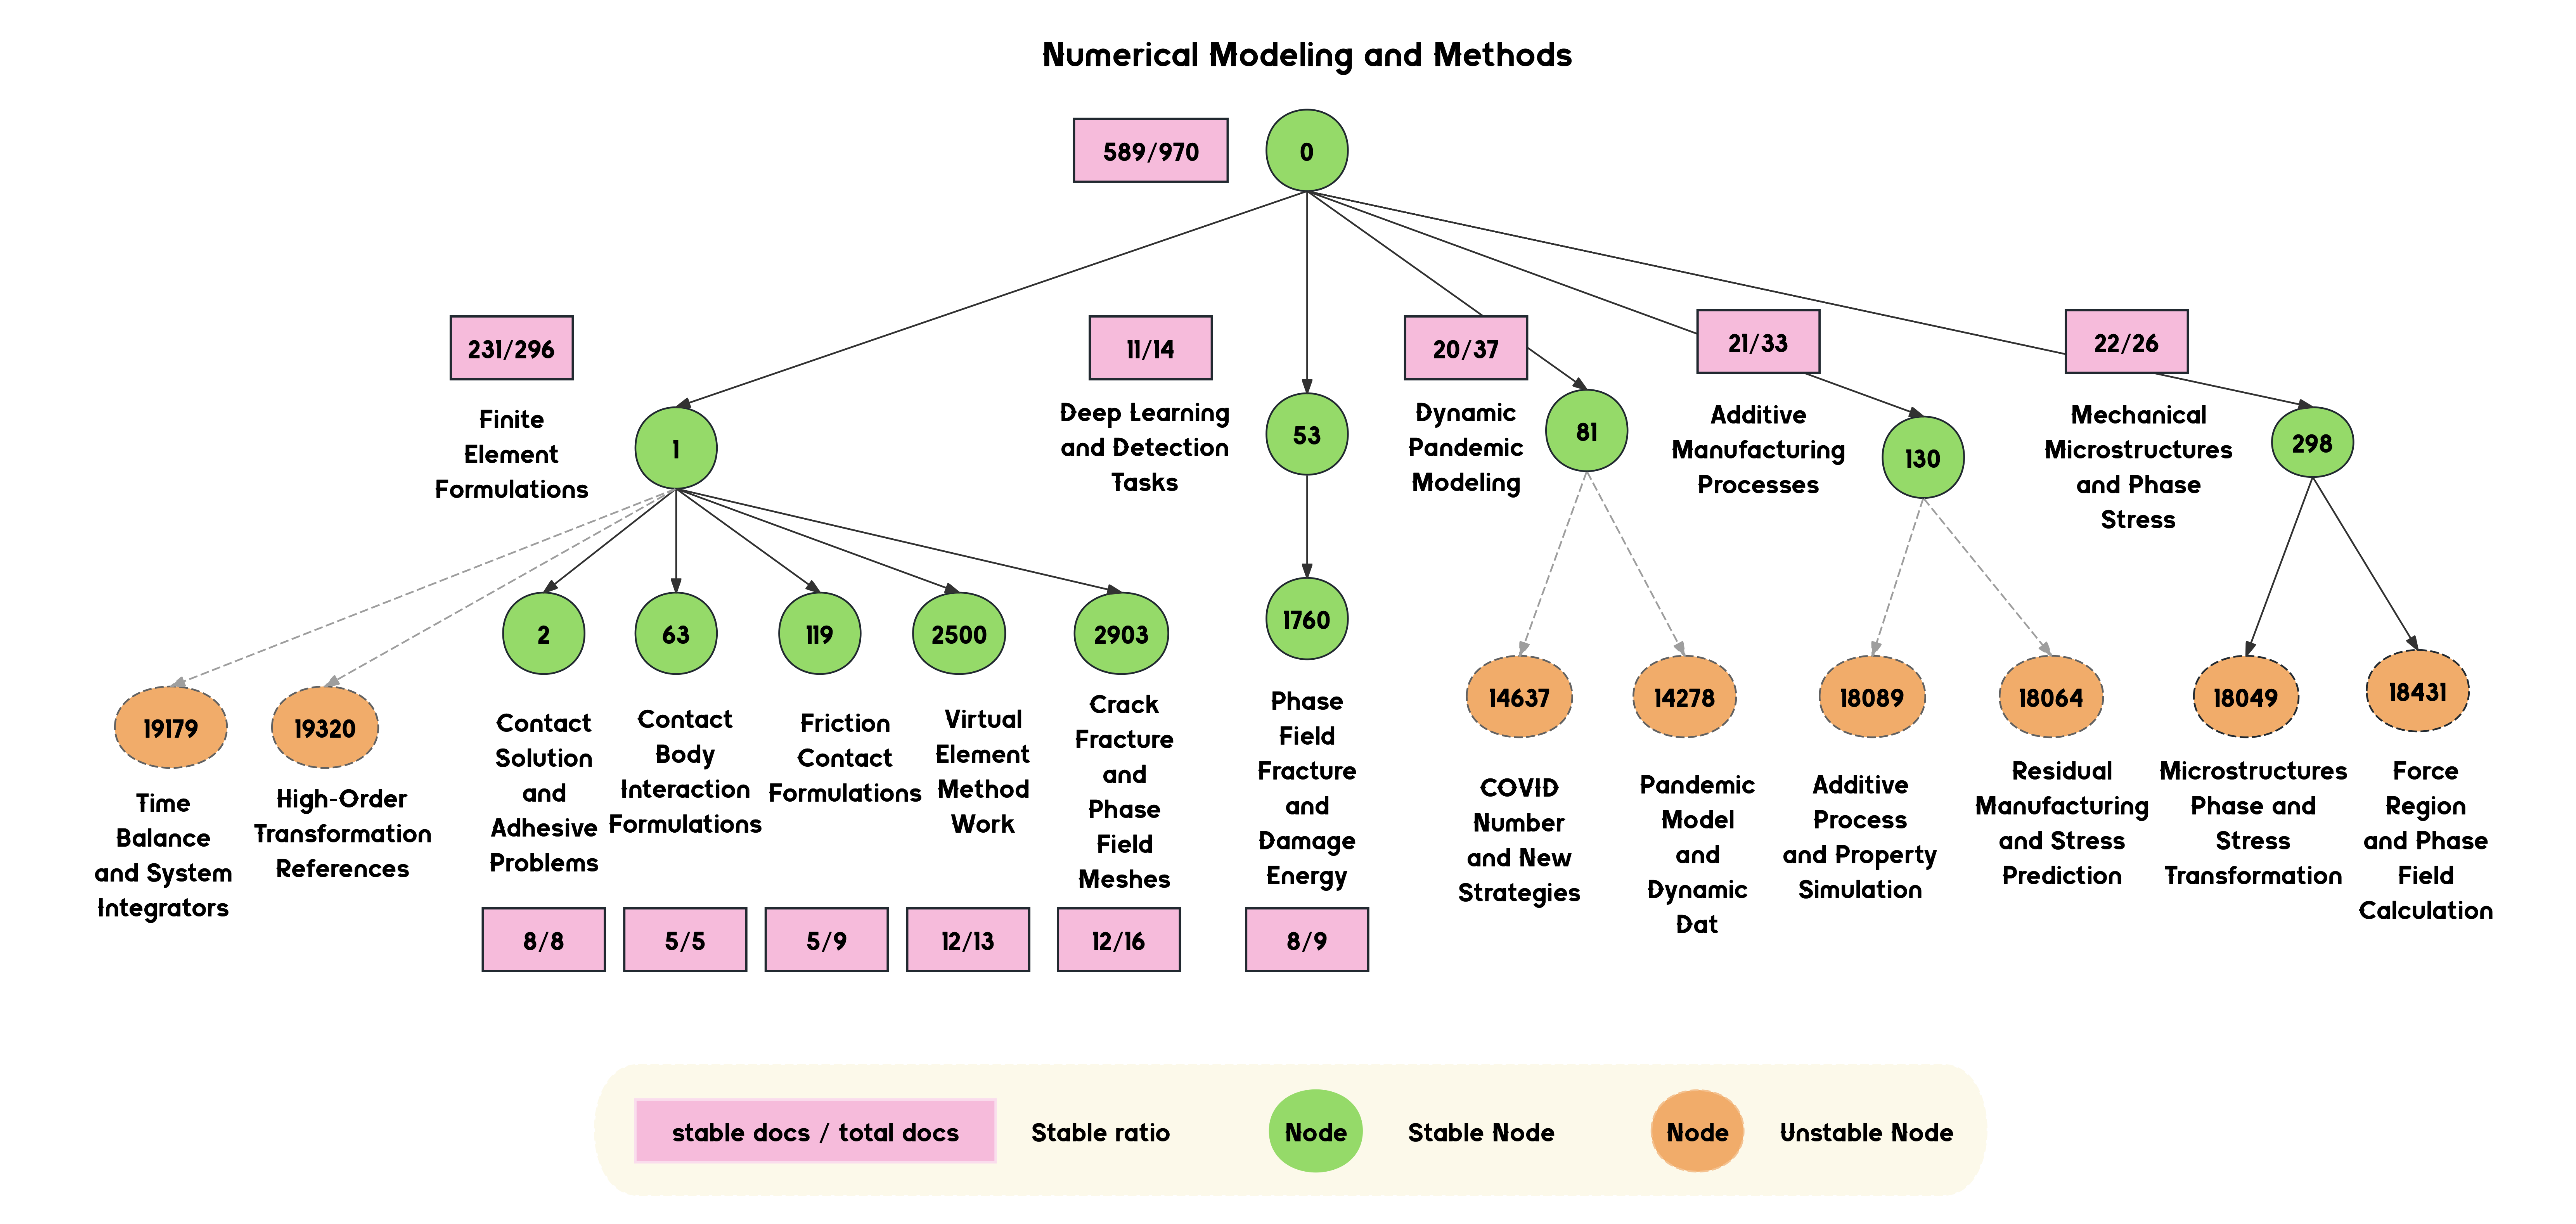 Numerical Modeling and Methods
589/970
0
231/296
11/14
20/37
21/33
22/26
Finite
Element
Formulations
1
Deep Learning
and Detection
Tasks
53
Dynamic
Pandemic
Modeling
81
Additive
Manufacturing
Processes
130
Mechanical
Microstructures
and Phase
Stress
298
19179
19320
2
63
119
2500
2903
1760
14637
14278
18089
18064
18049
18431
Time
Balance
and System
Integrators
High-Order
Transformation
References
Contact
Solution
and
Adhesive
Problems
Contact
Body
Interaction
Formulations
Friction
Contact
Formulations
Virtual
Element
Method
Work
Crack
Fracture
and
Phase
Field
Meshes
Phase
Field
Fracture
and
Damage
Energy
COVID
Number
and New
Strategies
Pandemic
Model
and
Dynamic
Dat
Additive
Process
and Property
Simulation
Residual
Manufacturing
and Stress
Prediction
Microstructures
Phase and
Stress
Transformation
Force
Region
and Phase
Field
Calculation
8/8
5/5
5/9
12/13
12/16
8/9
stable docs / total docs
Stable ratio
Node
Stable Node
Node
Unstable Node